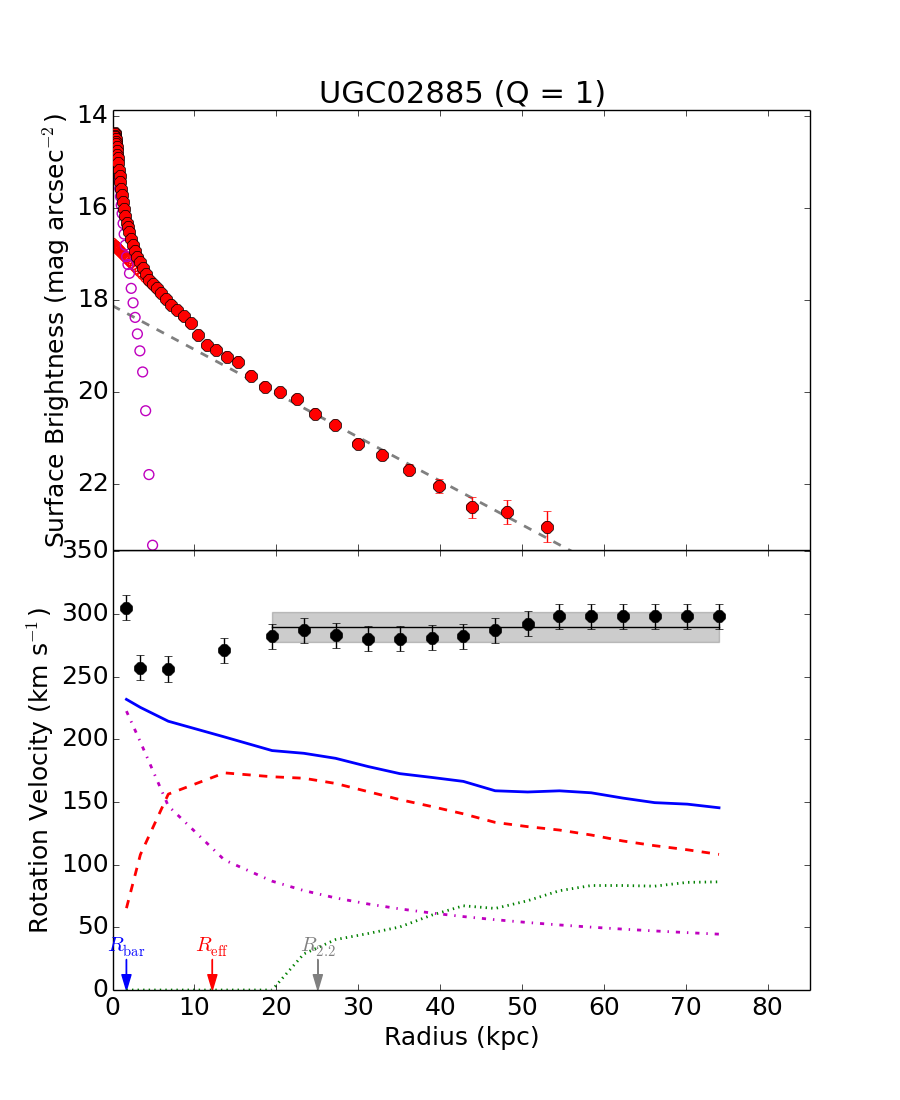 UGC02885 (Q = 1)
14
16
18
20
22
Surface Brightness (mag arcsec⁻²)
350
300
250
200
150
100
50
0
Rotation Velocity (km s⁻¹)
R_bar
R_eff
R_2.2
0 10 20 30 40 50 60 70 80
Radius (kpc)